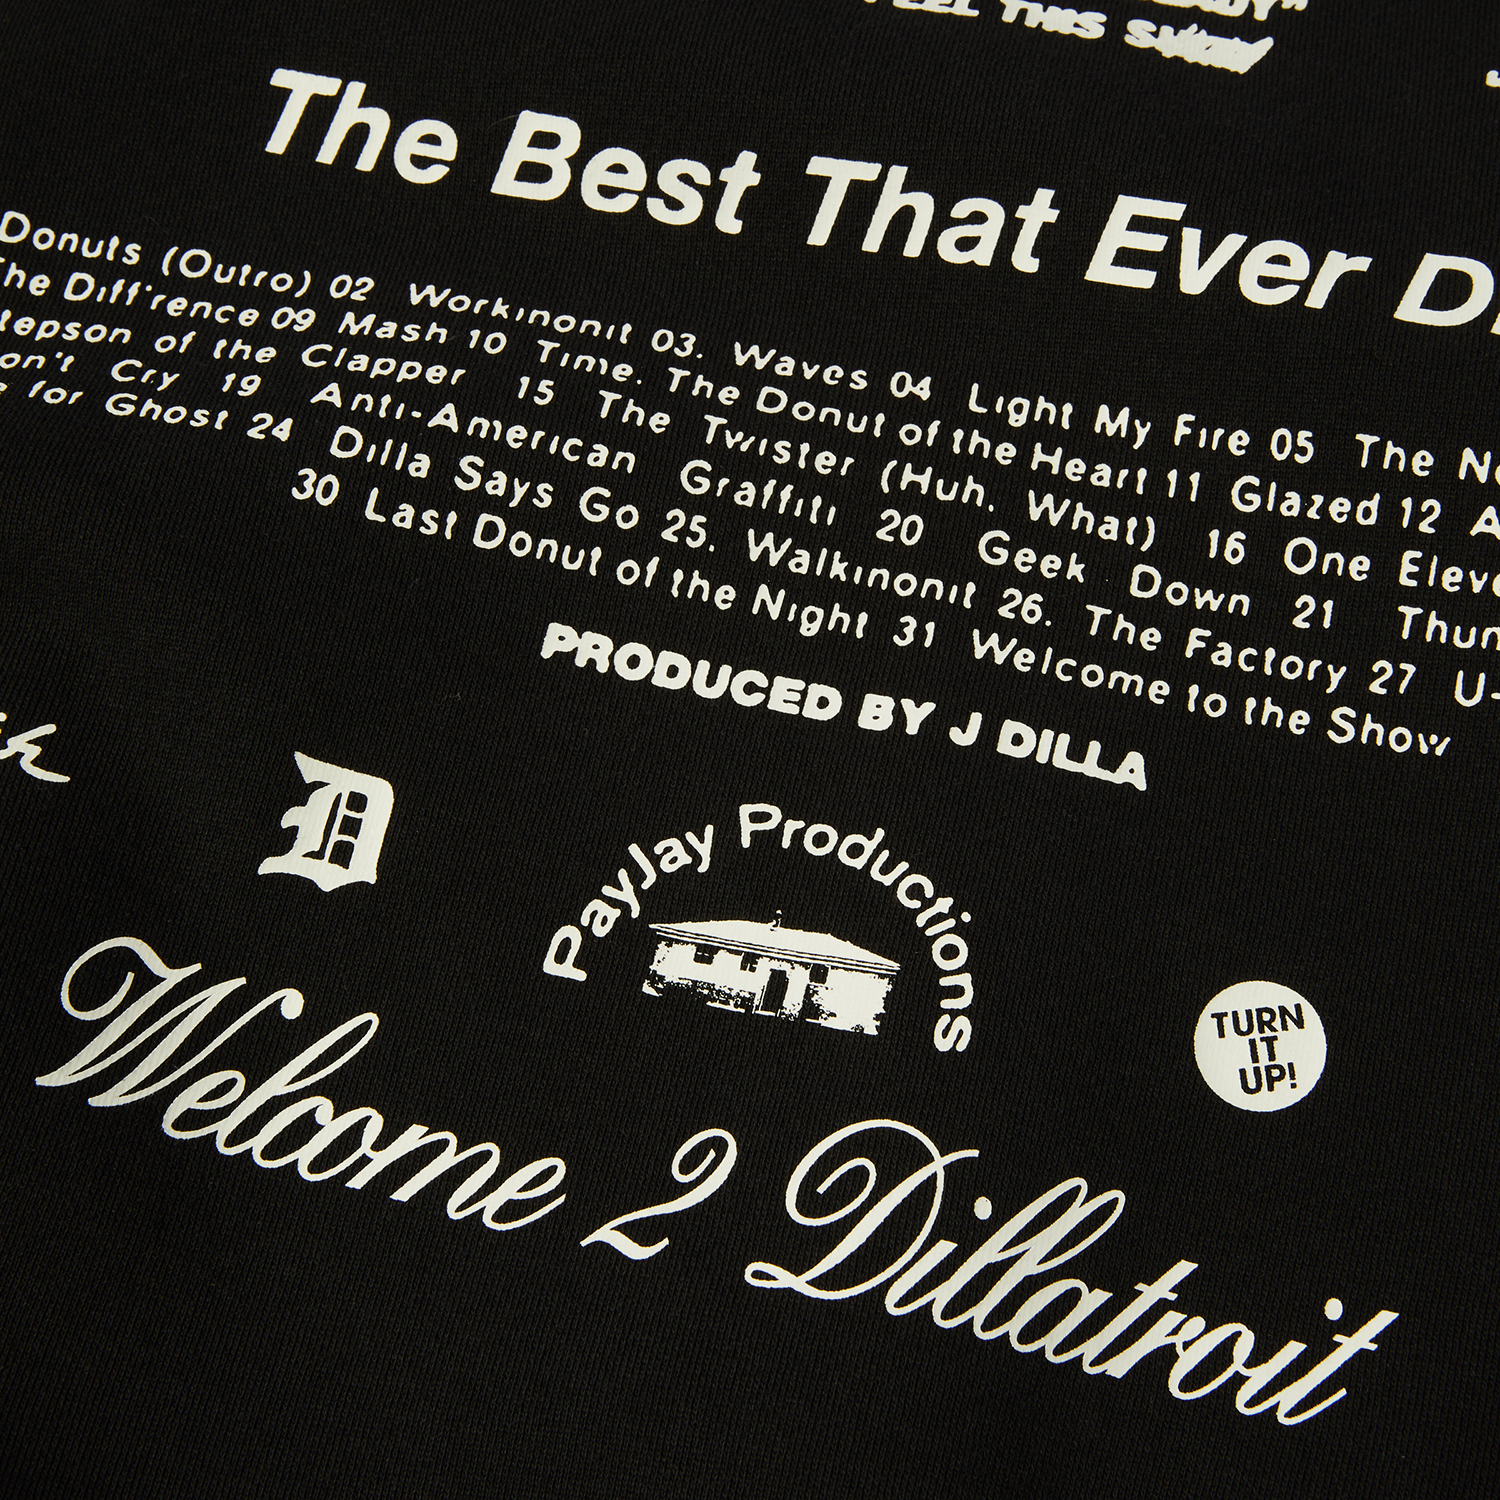 THIS
The Best That Ever
Donuts (Outro) 02 Workinonit 03. Waves 04 Light My Fire 05 The
The Diff'rence 09 Mash 10 Time. The Donut of the Heart 11 Glazed 12 A
tepson of the Clapper 15 The Twister (Huh, What) 16 One Eleve
on't Cry 19 Anti-American Graffiti 20 Geek Down 21 Thun
for Ghost 24 Dilla Says Go 25. Walkinonit 26. The Factory 27 U-
30 Last Donut of the Night 31 Welcome to the Show
PRODUCED BY J DILLA
D
PayJay Productions
TURN
IT
UP!
Welcome 2 Dillatroit